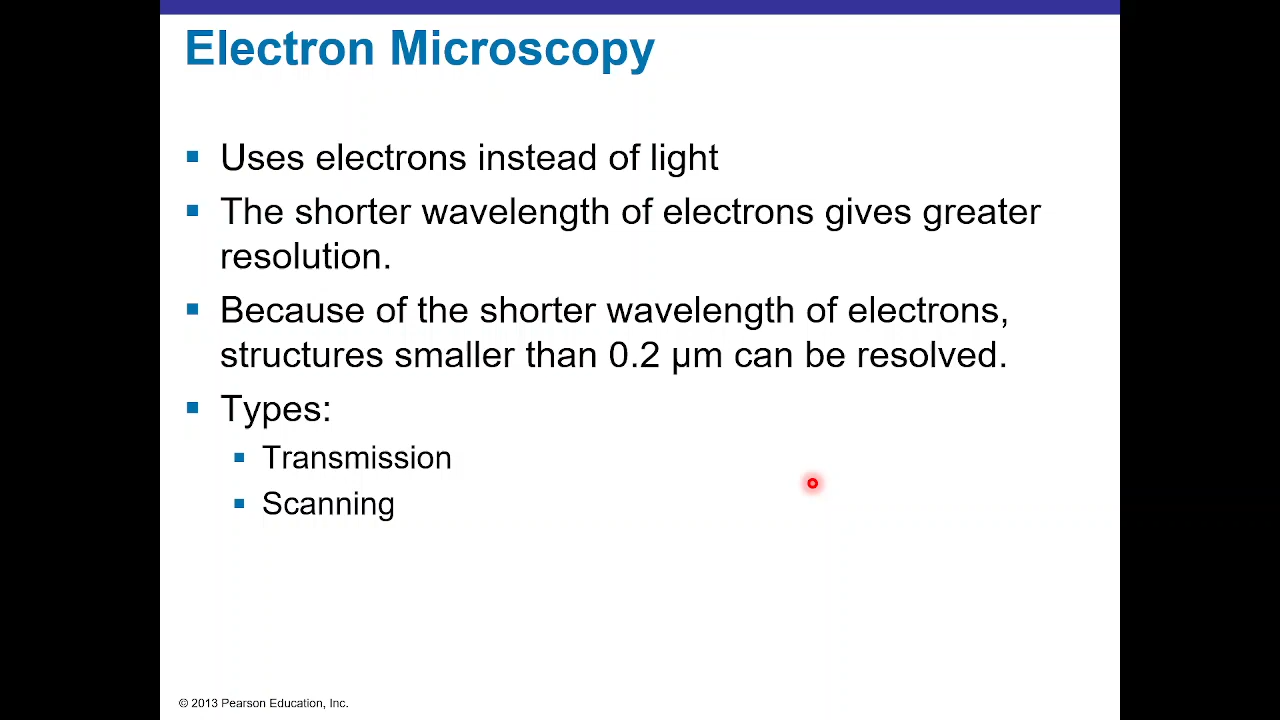 Electron Microscopy
Uses electrons instead of light
The shorter wavelength of electrons gives greater
resolution.
Because of the shorter wavelength of electrons,
structures smaller than 0.2 µm can be resolved.
Types:
Transmission
Scanning
© 2013 Pearson Education, Inc.